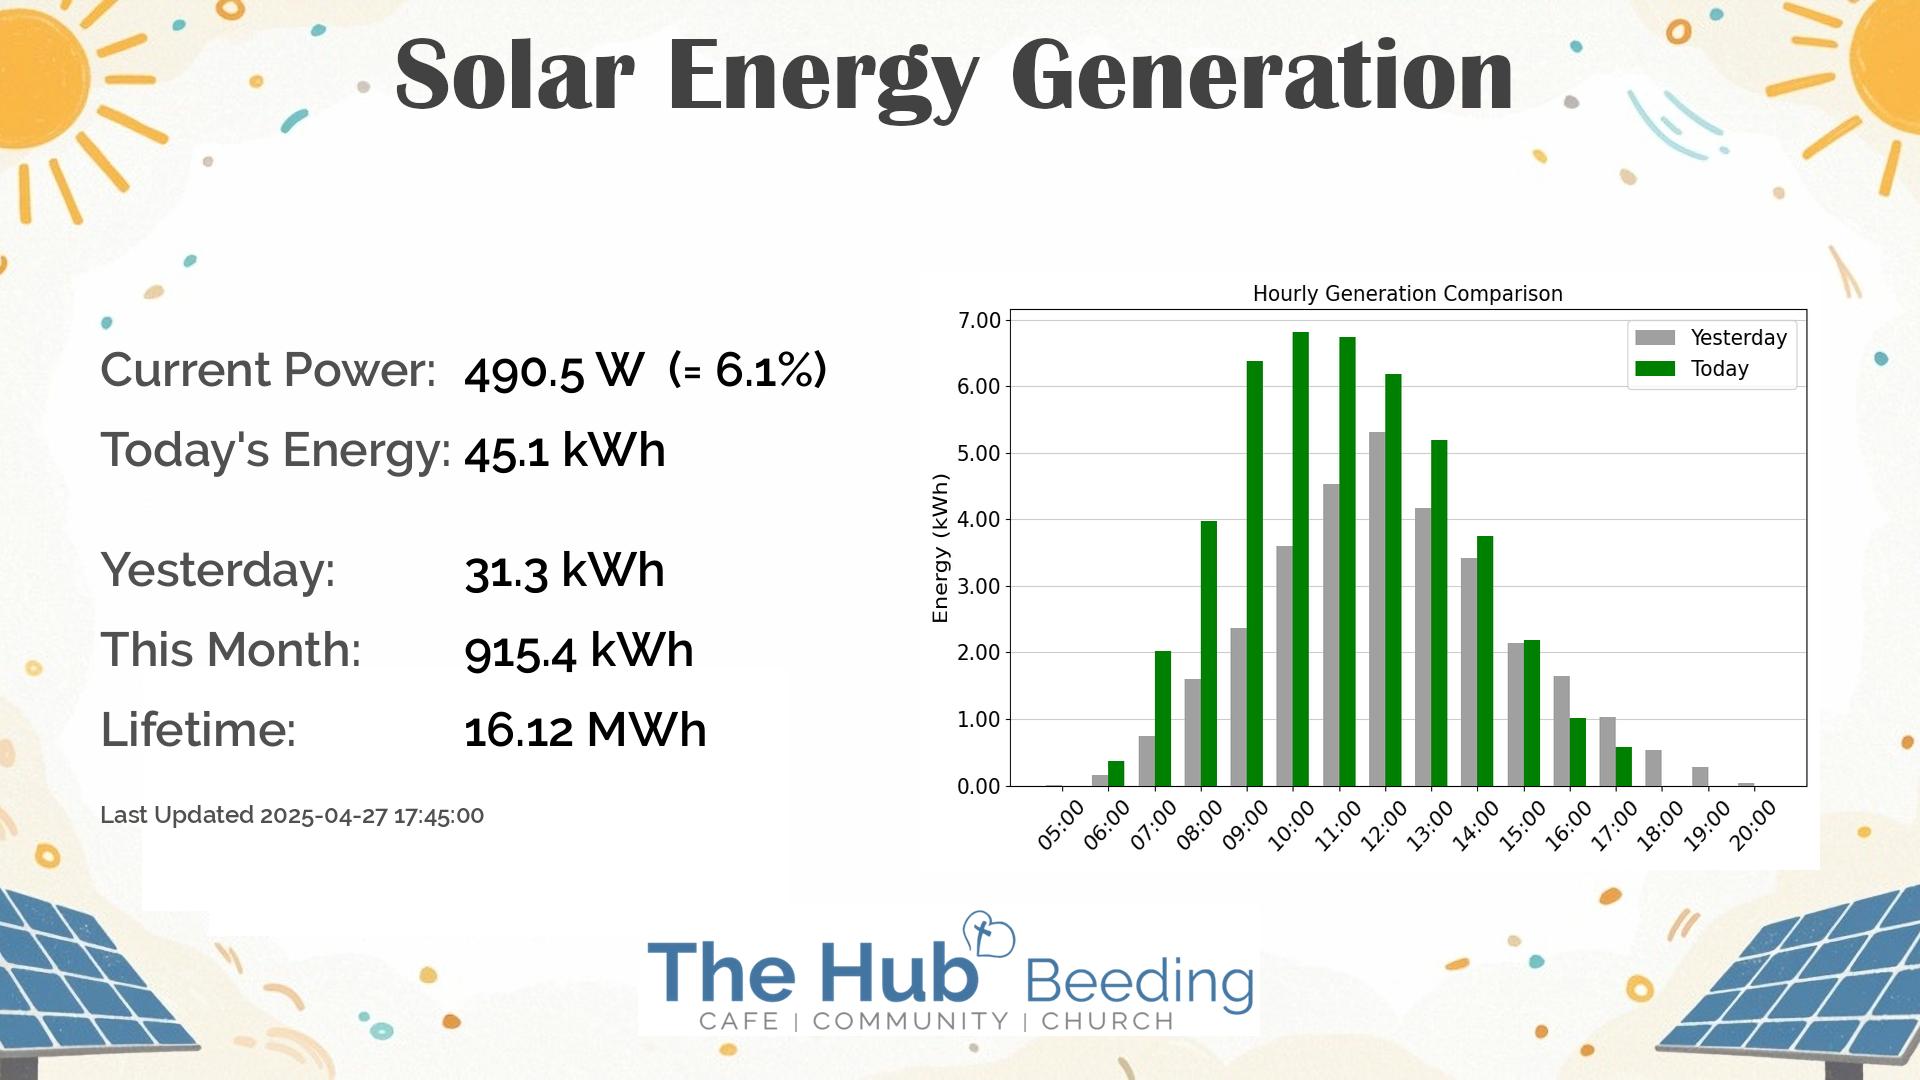 Solar Energy Generation
Current Power: 490.5 W (= 6.1%)
Today's Energy: 45.1 kWh
Yesterday: 31.3 kWh
This Month: 915.4 kWh
Lifetime: 16.12 MWh
Last Updated 2025-04-27 17:45:00
Hourly Generation Comparison
Yesterday
Today
Energy (kWh)
7.00
6.00
5.00
4.00
3.00
2.00
1.00
0.00
05:00 06:00 07:00 08:00 09:00 10:00 11:00 12:00 13:00 14:00 15:00 16:00 17:00 18:00 19:00 20:00
The Hub Beeding
CAFE | COMMUNITY | CHURCH